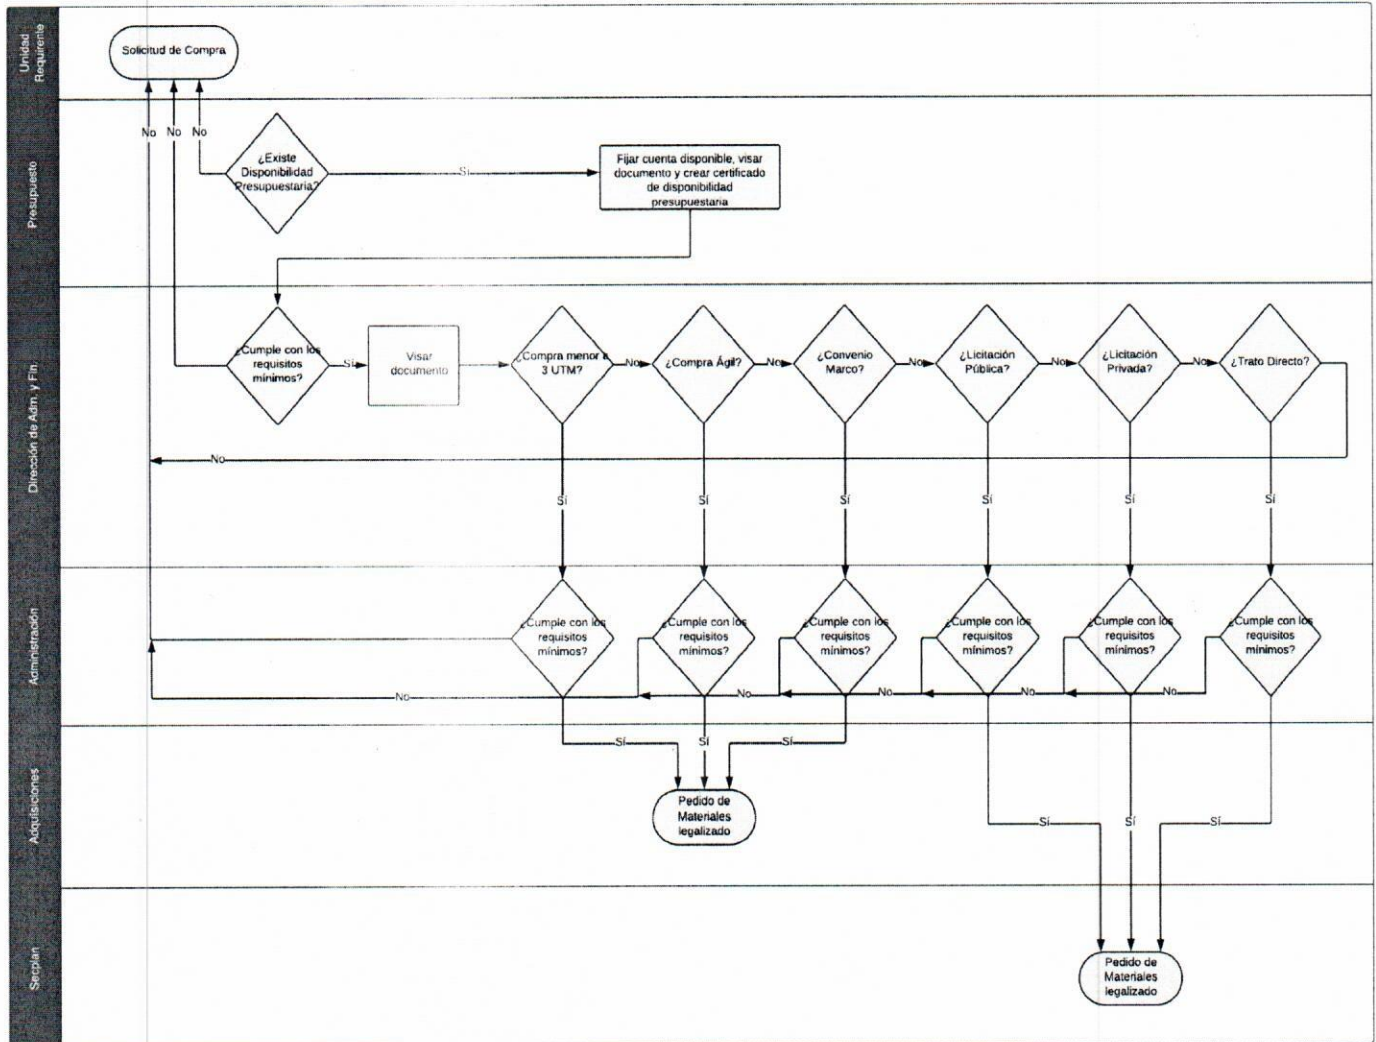 Unidad
Requirente
Solicitud de Compra
No
No
No
Presupuesto
¿Existe
Disponibilidad
Presupuestaria?
Sí
Fijar cuenta disponible, visar
documento y crear certificado
de disponibilidad
presupuestaria
Dirección de Adm. y Fin.
¿Cumple con los
requisitos
mínimos?
Sí
Visar
documento
¿Compra menor a
3 UTM?
No
¿Compra Ágil?
No
¿Convenio
Marco?
No
¿Licitación
Pública?
No
¿Licitación
Privada?
No
¿Trato Directo?
No
Sí
Sí
Sí
Sí
Sí
Sí
Administración
¿Cumple con los
requisitos
mínimos?
¿Cumple con los
requisitos
mínimos?
¿Cumple con los
requisitos
mínimos?
¿Cumple con los
requisitos
mínimos?
¿Cumple con los
requisitos
mínimos?
¿Cumple con los
requisitos
mínimos?
No
No
No
No
No
Adquisiciones
Sí
Sí
Sí
Pedido de
Materiales
legalizado
Sí
Sí
Sí
Secplan
Pedido de
Materiales
legalizado